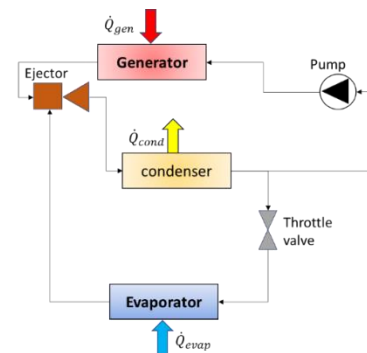 Q̇gen
Generator
Pump
Ejector
Q̇cond
condenser
Throttle
valve
Evaporator
Q̇evap